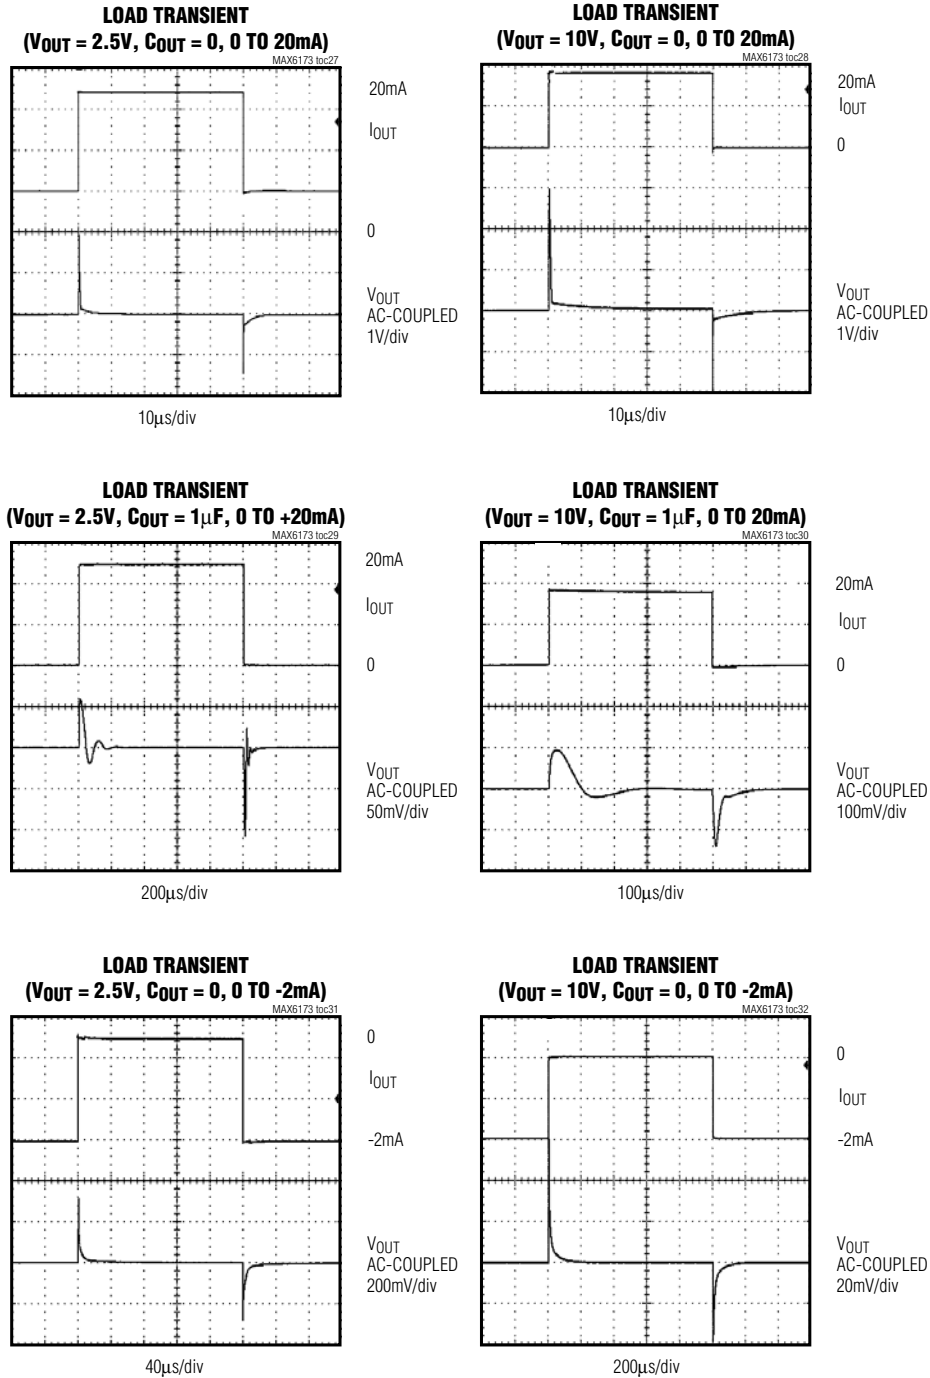 LOAD TRANSIENT
(VOUT = 2.5V, COUT = 0, 0 TO 20mA)
MAX6173 toc27
20mA
IOUT
0
VOUT
AC-COUPLED
1V/div
10μs/div
LOAD TRANSIENT
(VOUT = 10V, COUT = 0, 0 TO 20mA)
MAX6173 toc28
20mA
IOUT
0
VOUT
AC-COUPLED
1V/div
10μs/div
LOAD TRANSIENT
(VOUT = 2.5V, COUT = 1μF, 0 TO +20mA)
MAX6173 toc29
20mA
IOUT
0
VOUT
AC-COUPLED
50mV/div
200μs/div
LOAD TRANSIENT
(VOUT = 10V, COUT = 1μF, 0 TO 20mA)
MAX6173 toc30
20mA
IOUT
0
VOUT
AC-COUPLED
100mV/div
100μs/div
LOAD TRANSIENT
(VOUT = 2.5V, COUT = 0, 0 TO -2mA)
MAX6173 toc31
0
IOUT
-2mA
VOUT
AC-COUPLED
200mV/div
40μs/div
LOAD TRANSIENT
(VOUT = 10V, COUT = 0, 0 TO -2mA)
MAX6173 toc32
0
IOUT
-2mA
VOUT
AC-COUPLED
20mV/div
200μs/div